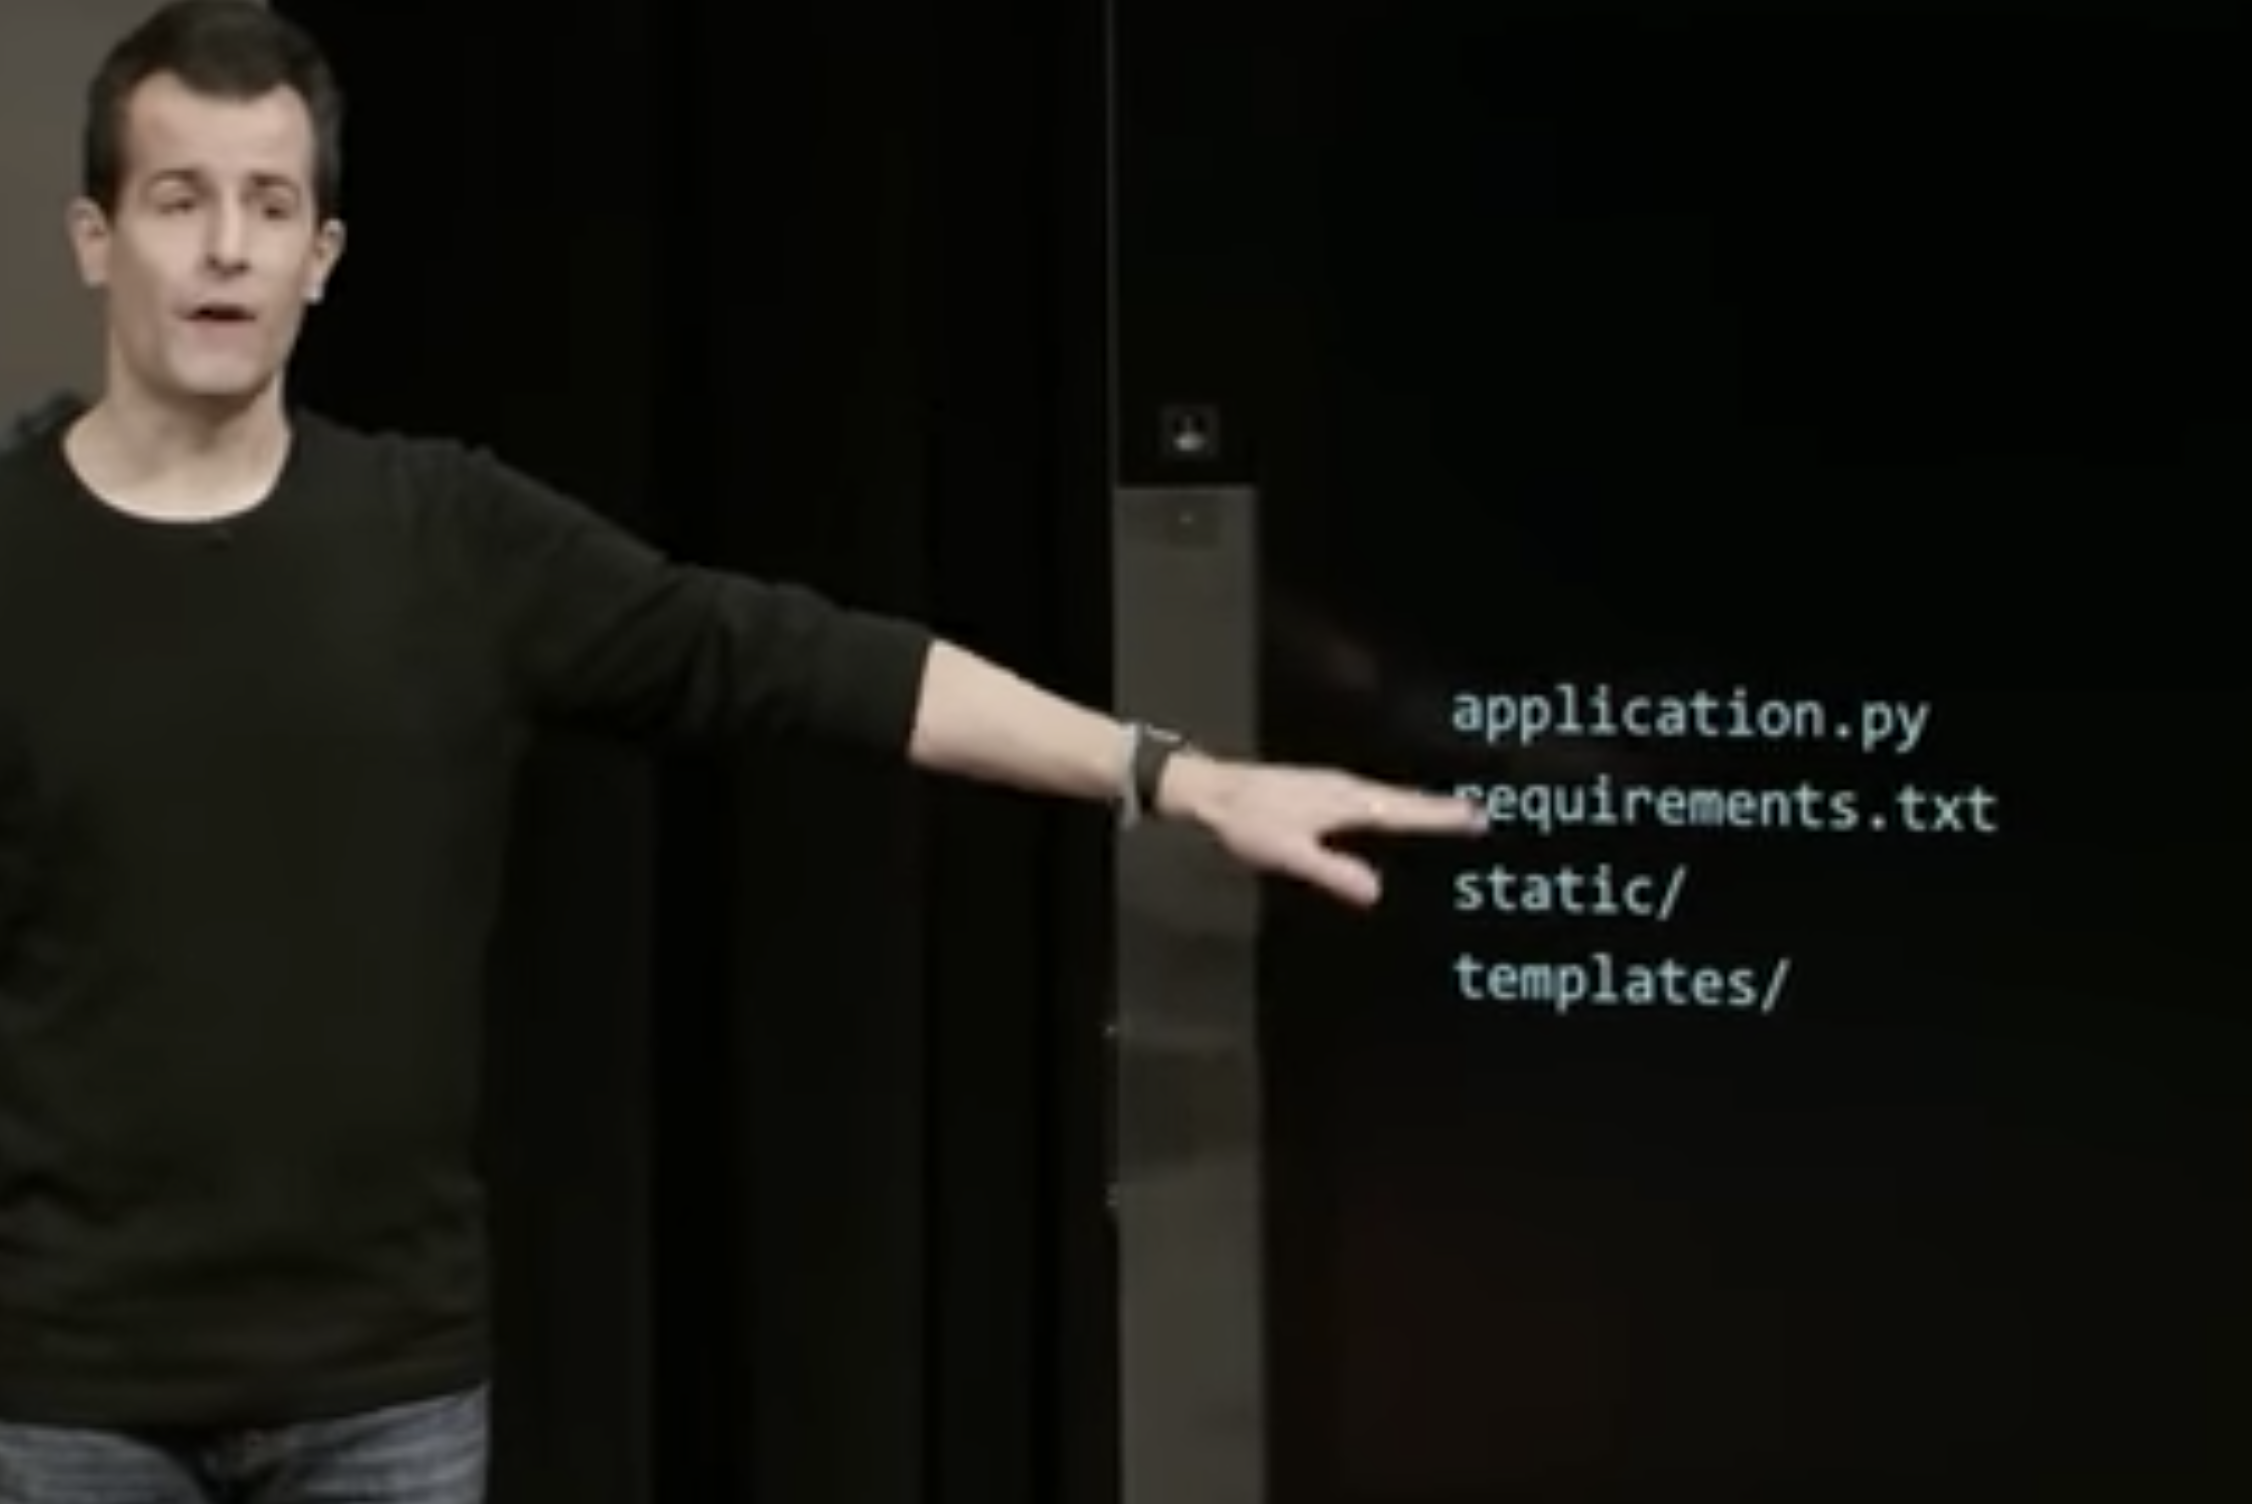 application.py
requirements.txt
static/
templates/